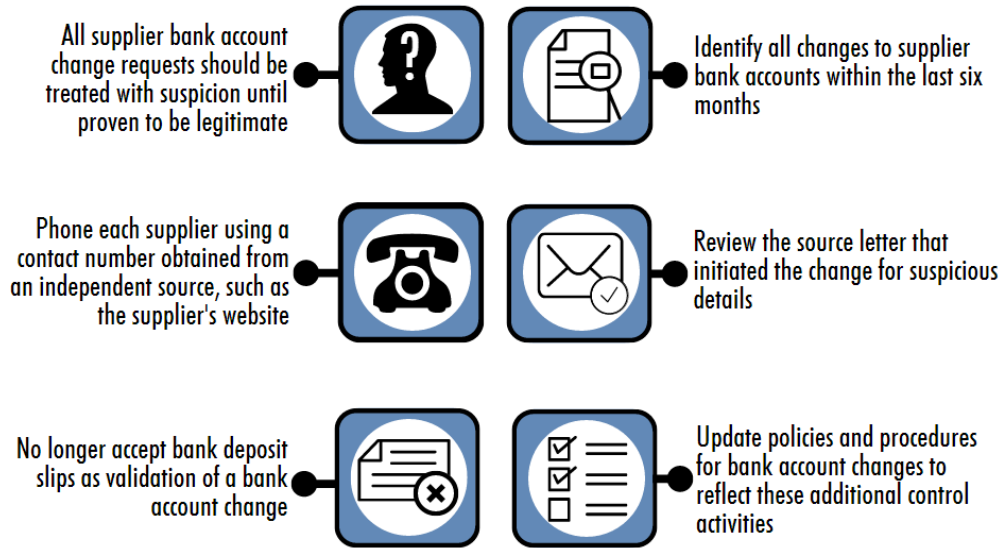 All supplier bank account
change requests should be
treated with suspicion until
proven to be legitimate
?
Identify all changes to supplier
bank accounts within the last six
months
Phone each supplier using a
contact number obtained from
an independent source, such as
the supplier's website
Review the source letter that
initiated the change for suspicious
details
No longer accept bank deposit
slips as validation of a bank
account change
Update policies and procedures
for bank account changes to
reflect these additional control
activities